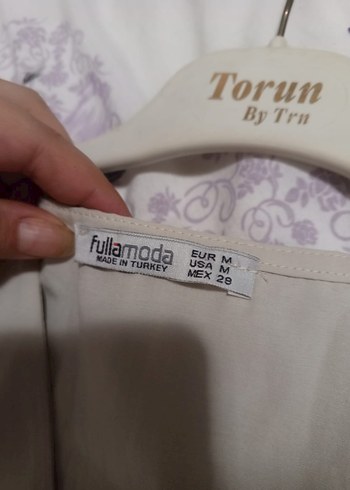 Torun
By Trn
fullamoda
MADE IN TURKEY
EUR M
USA M
MEX 28